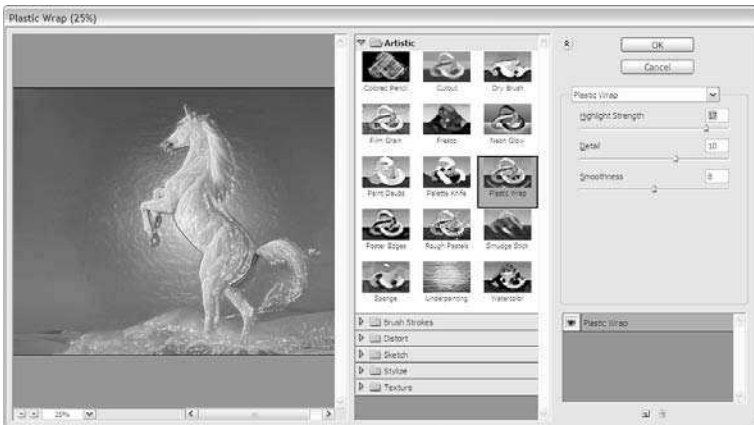 Plastic Wrap (25%)
Artistic
Colored Pencil
Cutout
Dry Brush
Film Grain
Fresco
Neon Glow
Paint Daubs
Palette Knife
Plastic Wrap
Poster Edges
Rough Pastels
Smudge Stick
Sponge
Underpainting
Watercolor
Brush Strokes
Distort
Sketch
Stylize
Texture
25%
OK
Cancel
Plastic Wrap
Highlight Strength
Detail 10
Smoothness 8
Plastic Wrap